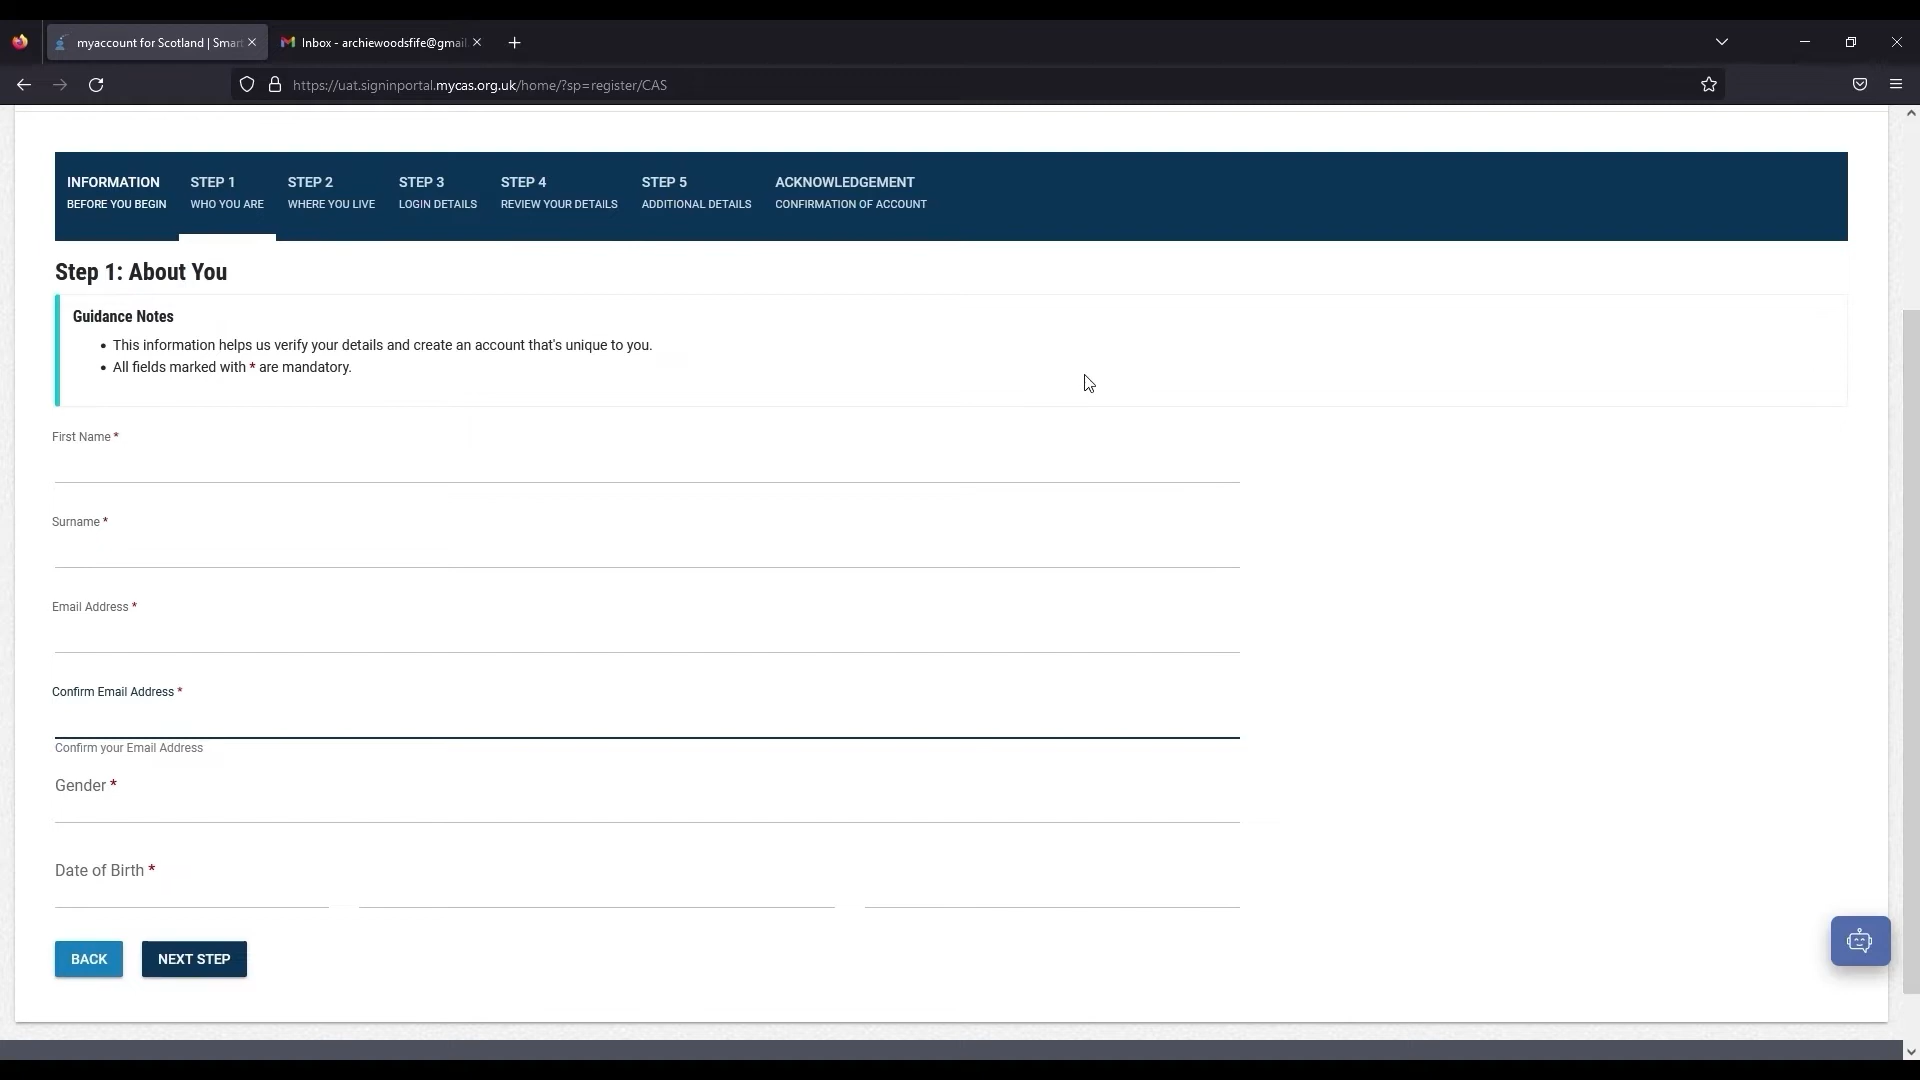 myaccount for Scotland | Smart
Inbox - archiewoodsfife@gmail.
https://uat.signinportal.mycas.org.uk/home/?sp=register/CAS
INFORMATION STEP 1 STEP 2 STEP 3 STEP 4 STEP 5 ACKNOWLEDGEMENT
BEFORE YOU BEGIN WHO YOU ARE WHERE YOU LIVE LOGIN DETAILS REVIEW YOUR DETAILS ADDITIONAL DETAILS CONFIRMATION OF ACCOUNT
Step 1: About You
Guidance Notes
• This information helps us verify your details and create an account that's unique to you.
• All fields marked with * are mandatory.
First Name *
Surname *
Email Address *
Confirm Email Address *
Confirm your Email Address
Gender *
Date of Birth *
BACK NEXT STEP